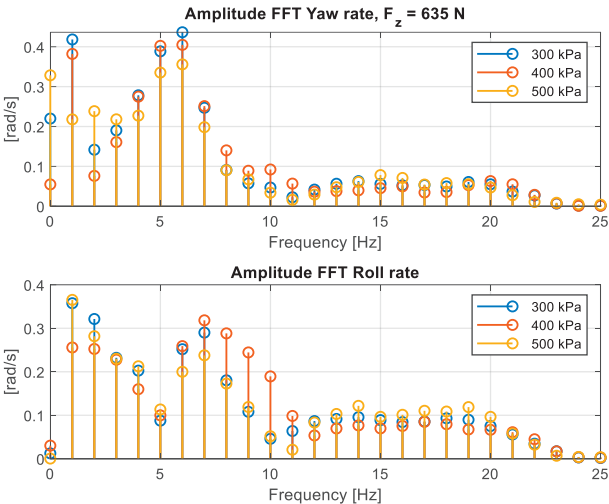 Amplitude FFT Yaw rate, F_z = 635 N
0.4
0.3
0.2
0.1
0
[rad/s]
300 kPa
400 kPa
500 kPa
0 5 10 15 20 25
Frequency [Hz]
Amplitude FFT Roll rate
0.4
0.3
0.2
0.1
0
[rad/s]
300 kPa
400 kPa
500 kPa
0 5 10 15 20 25
Frequency [Hz]